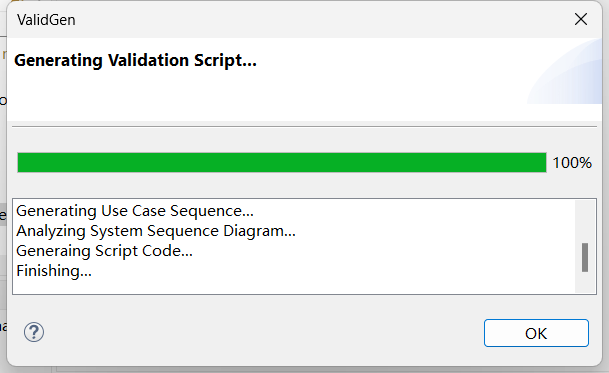 ValidGen
Generating Validation Script...
100%
Generating Use Case Sequence...
Analyzing System Sequence Diagram...
Generaing Script Code...
Finishing...
OK